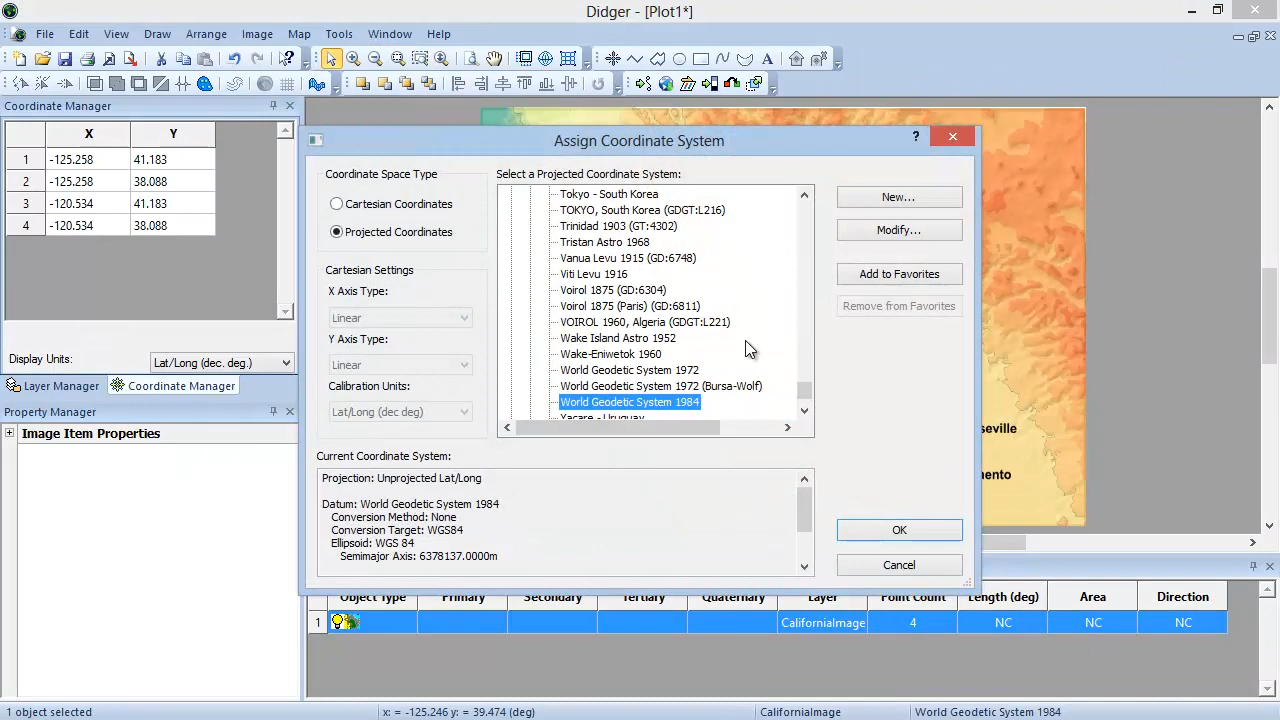 Didger - [Plot1*]
File Edit View Draw Arrange Image Map Tools Window Help
Coordinate Manager
X Y
1 -125.258 41.183
2 -125.258 38.088
3 -120.534 41.183
4 -120.534 38.088
Display Units: Lat/Long (dec. deg.)
Layer Manager Coordinate Manager
Property Manager
Image Item Properties
Assign Coordinate System
Coordinate Space Type
Cartesian Coordinates
Projected Coordinates
Cartesian Settings
X Axis Type:
Linear
Y Axis Type:
Linear
Calibration Units:
Lat/Long (dec deg)
Select a Projected Coordinate System:
Tokyo - South Korea
TOKYO, South Korea (GDGT:L216)
Trinidad 1903 (GT:4302)
Tristan Astro 1968
Vanua Levu 1915 (GD:6748)
Viti Levu 1916
Voirol 1875 (GD:6304)
Voirol 1875 (Paris) (GD:6811)
VOIROL 1960, Algeria (GDGT:L221)
Wake Island Astro 1952
Wake-Eniwetok 1960
World Geodetic System 1972
World Geodetic System 1972 (Bursa-Wolf)
World Geodetic System 1984
Yacare - Uruguay
New...
Modify...
Add to Favorites
Remove from Favorites
Current Coordinate System:
Projection: Unprojected Lat/Long
Datum: World Geodetic System 1984
Conversion Method: None
Conversion Target: WGS84
Ellipsoid: WGS 84
Semimajor Axis: 6378137.0000m
OK
Cancel
seville
mento
Object Type Primary Secondary Tertiary Quaternary Layer Point Count Length (deg) Area Direction
1 CaliforniaImage 4 NC NC NC
1 object selected x: = -125.246 y: = 39.474 (deg) CaliforniaImage World Geodetic System 1984